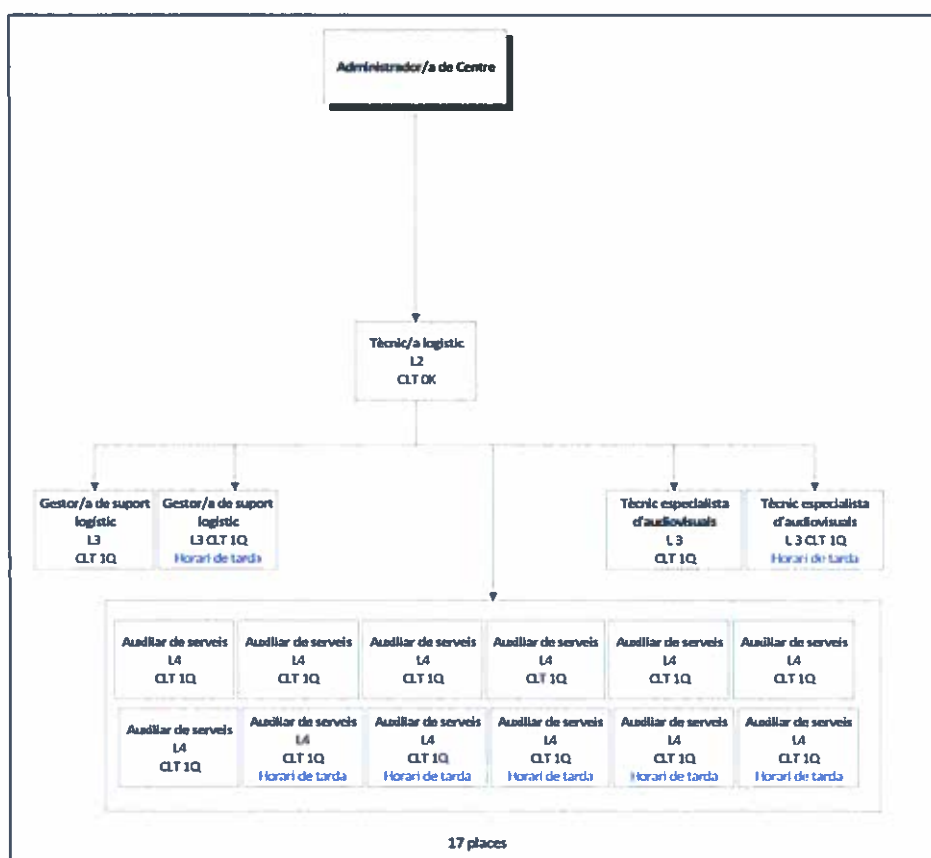 Administrador/a de Centre
Tècnic/a logístic
L2
CLT DK
Gestor/a de suport
logístic
L3
CLT 1Q
Gestor/a de suport
logístic
L3 CLT 1Q
Horari de tarda
Tècnic especialista
d'audiovisuals
L 3
CLT 1Q
Tècnic especialista
d'audiovisuals
L 3 CLT 1Q
Horari de tarda
Auxiliar de serveis
L4
CLT 1Q
Auxiliar de serveis
L4
CLT 1Q
Auxiliar de serveis
L4
CLT 1Q
Auxiliar de serveis
L4
CLT 1Q
Auxiliar de serveis
L4
CLT 1Q
Auxiliar de serveis
L4
CLT 1Q
Auxiliar de serveis
L4
CLT 1Q
Auxiliar de serveis
L4
CLT 1Q
Horari de tarda
Auxiliar de serveis
L4
CLT 1Q
Horari de tarda
Auxiliar de serveis
L4
CLT 1Q
Horari de tarda
Auxiliar de serveis
L4
CLT 1Q
Horari de tarda
Auxiliar de serveis
L4
CLT 1Q
Horari de tarda
17 places